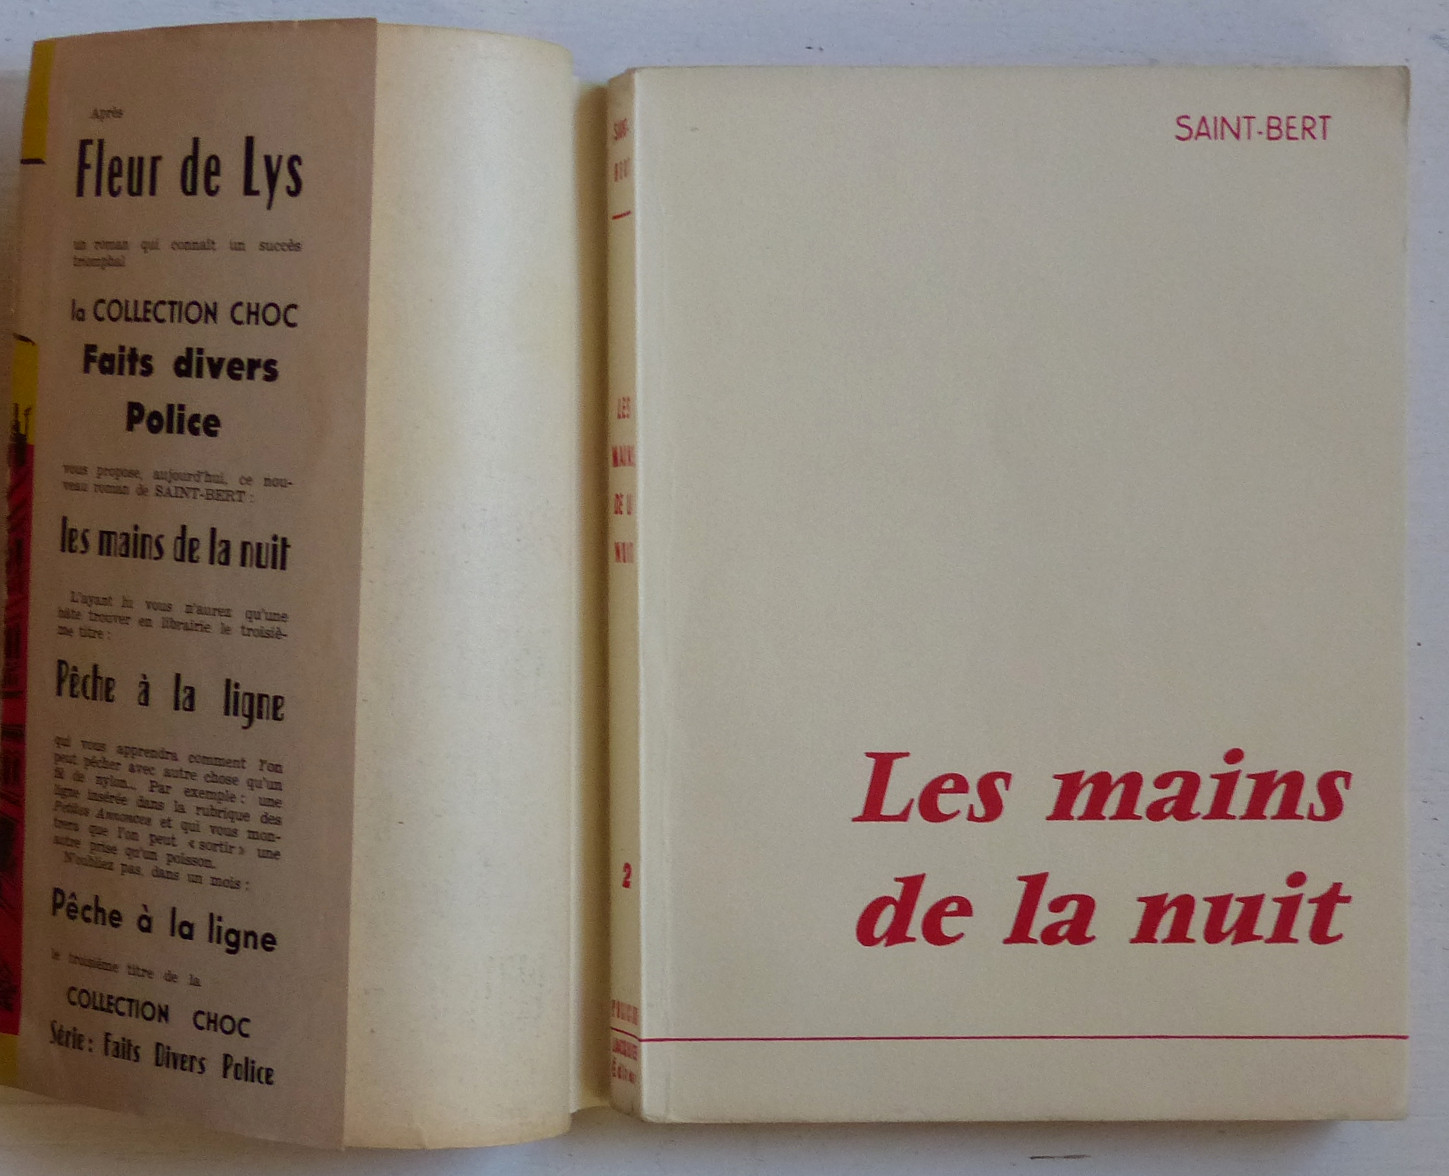 Après
Fleur de Lys
un roman qui connaît un succès
triomphal
la COLLECTION CHOC
Faits divers
Police
vous propose, aujourd'hui, ce nou-
veau roman de SAINT-BERT :
les mains de la nuit
L'ayant lu vous n'aurez qu'une
hâte trouver en librairie le troisiè-
me titre :
Pêche à la ligne
qui vous apprendra comment l'on
peut pêcher avec autre chose qu'un
fil de nylon... Par exemple : une
ligne insérée dans la rubrique des
Petites Annonces et qui vous mon-
trera que l'on peut « sortir » une
autre prise qu'un poisson.
N'oubliez pas, dans un mois :
Pêche à la ligne
le troisième titre de la
COLLECTION CHOC
Série : Faits Divers Police
SAINT-
BERT
LES
MAINS
DE LA
NUIT
2
SAINT-BERT
Les mains
de la nuit